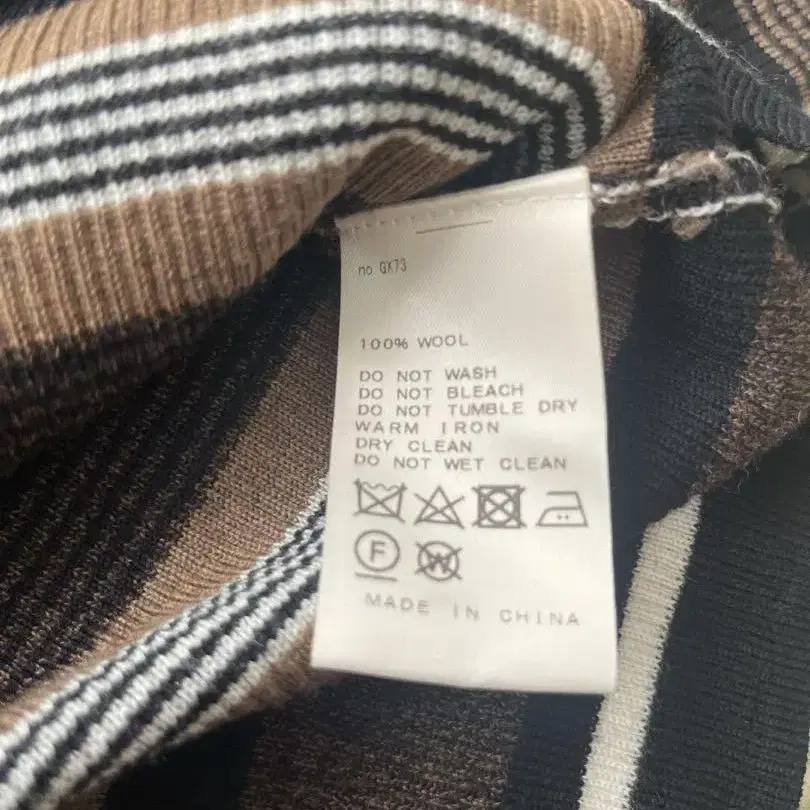 no GX73
100% WOOL
DO NOT WASH
DO NOT BLEACH
DO NOT TUMBLE DRY
WARM IRON
DRY CLEAN
DO NOT WET CLEAN
F
W
MADE IN CHINA